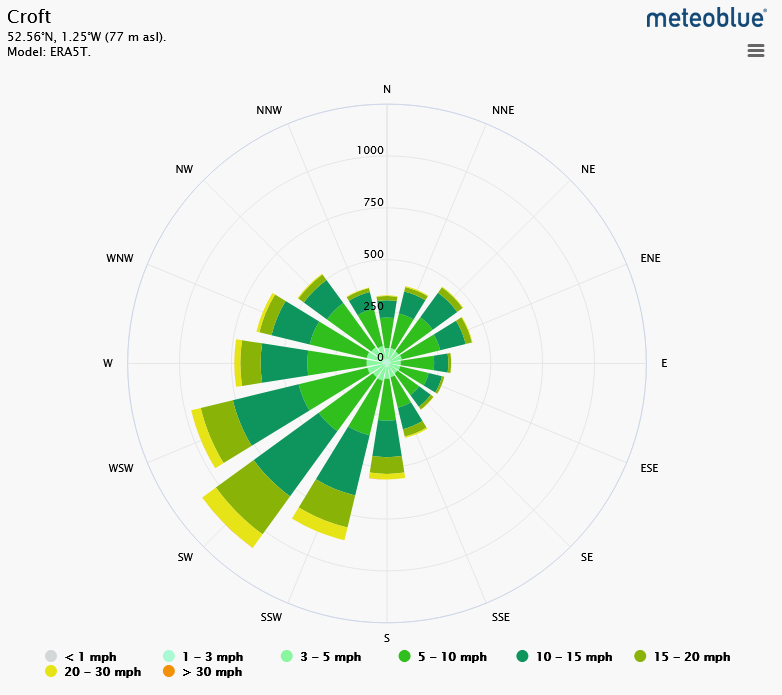 Croft
meteoblue®
52.56°N, 1.25°W (77 m asl).
Model: ERA5T.
N
NNW
NNE
1000
NW
NE
750
WNW
500
ENE
250
W
0
E
WSW
ESE
SW
SE
SSW
SSE
S
< 1 mph
1 – 3 mph
3 – 5 mph
5 – 10 mph
10 – 15 mph
15 – 20 mph
20 – 30 mph
> 30 mph